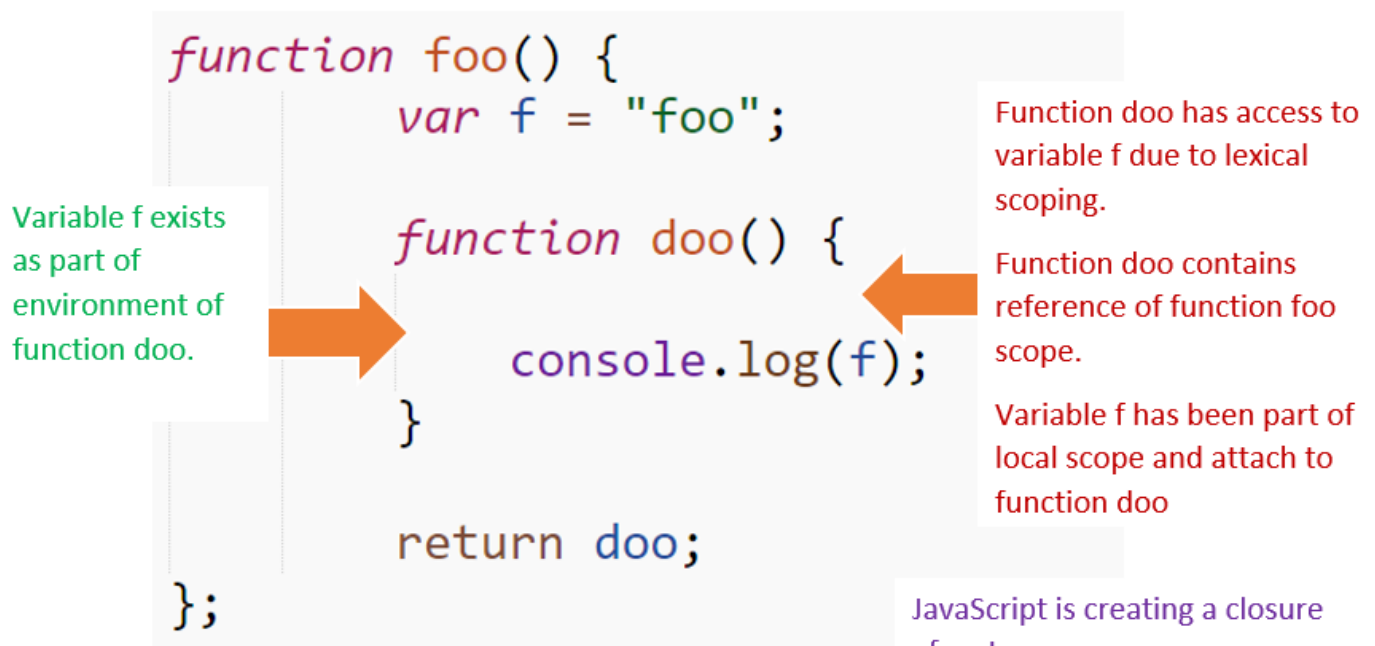 function foo() {
var f = "foo";
function doo() {
console.log(f);
}
return doo;
};
Variable f exists
as part of
environment of
function doo.
Function doo has access to
variable f due to lexical
scoping.
Function doo contains
reference of function foo
scope.
Variable f has been part of
local scope and attach to
function doo
JavaScript is creating a closure